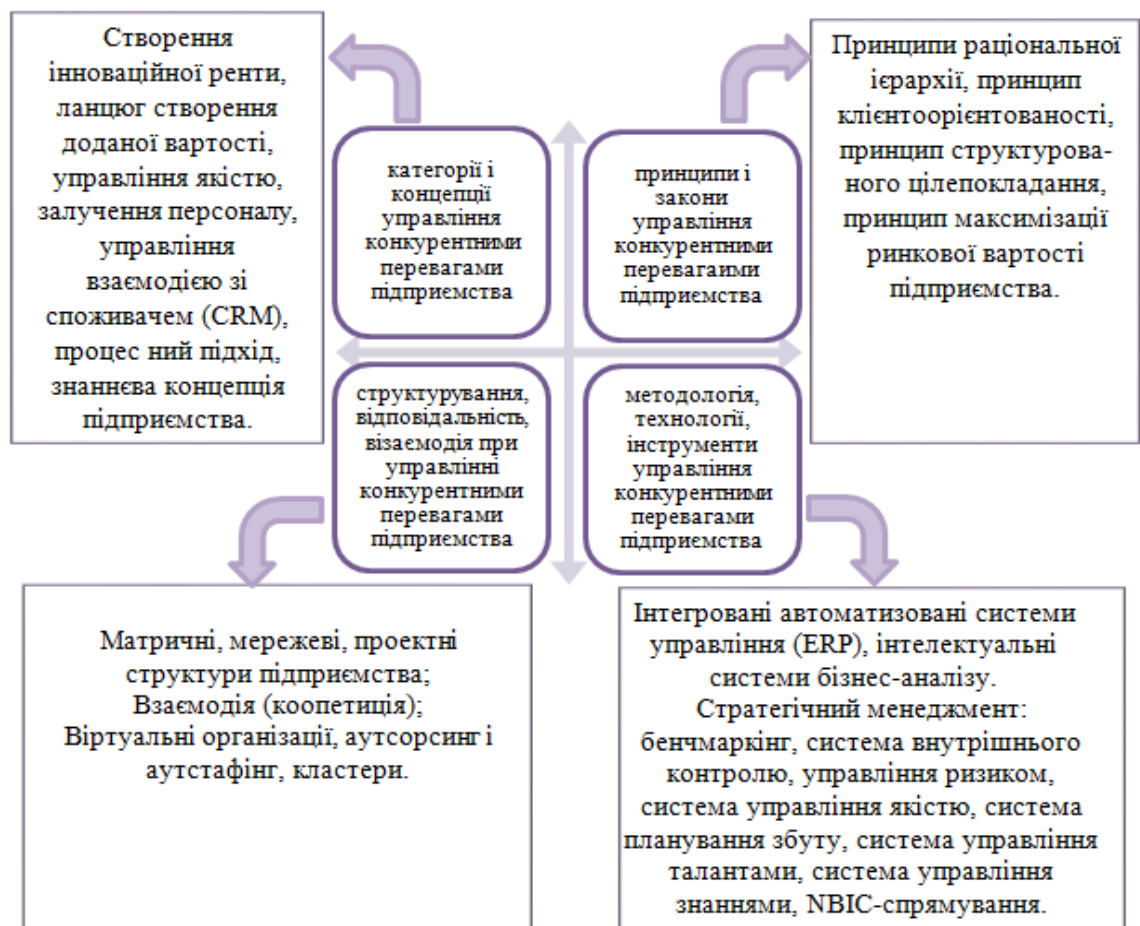 Створення
інноваційної ренти,
ланцюг створення
доданої вартості,
управління якістю,
залучення персоналу,
управління
взаємодією зі
споживачем (CRM),
процес ний підхід,
знаннєва концепція
підприємства.
категорії і
концепції
управління
конкурентними
перевагами
підприємства
принципи і
закони
управління
конкурентними
перевагаими
підприємства
Принципи раціональної
ієрархії, принцип
клієнтоорієнтованості,
принцип структурова-
ного цілепокладання,
принцип максимізації
ринкової вартості
підприємства.
структурування,
відповідальність,
візаємодія при
управлінні
конкурентними
перевагами
підприємства
методологія,
технології,
інструменти
управління
конкурентними
перевагами
підприємства
Матричні, мережеві, проектні
структури підприємства;
Взаємодія (коопетиція);
Віртуальні організації, аутсорсинг і
аутстафінг, кластери.
Інтегровані автоматизовані системи
управління (ERP), інтелектуальні
системи бізнес-аналізу.
Стратегічний менеджмент:
бенчмаркінг, система внутрішнього
контролю, управління ризиком,
система управління якістю, система
планування збуту, система управління
талантами, система управління
знаннями, NBIC-спрямування.